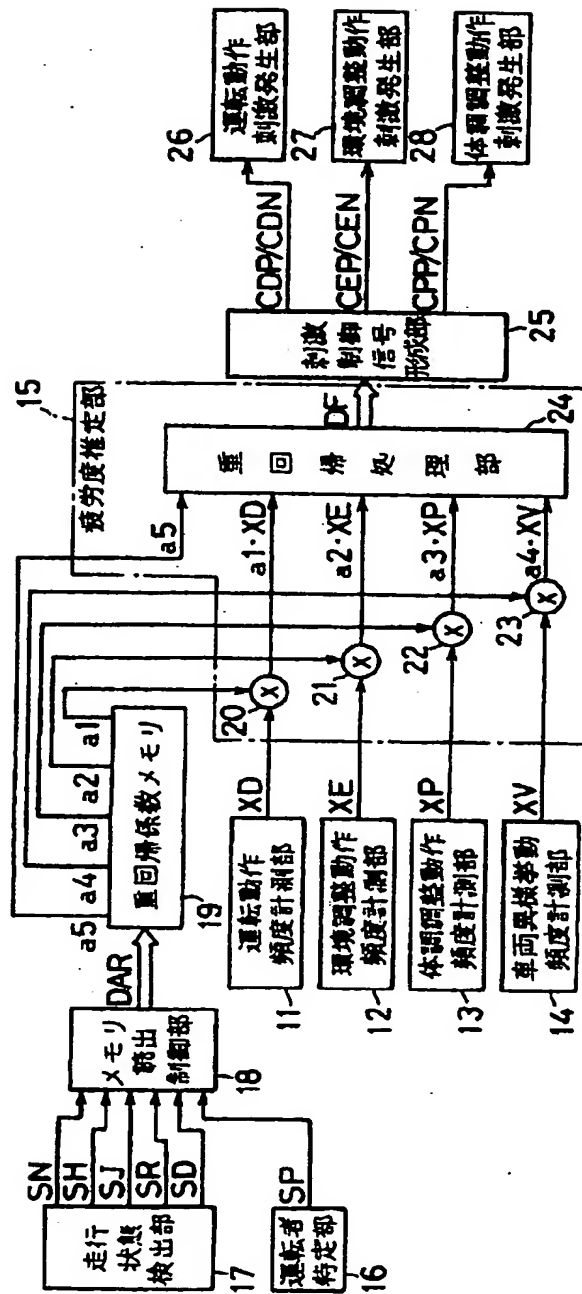 走行
状態
検出部
17
SN
SH
SJ
SR
SD
運転者
特定部
16
SP
メモリ
読出
制御部
18
DAR
重回帰係数メモリ
19
a5
a4
a3
a2
a1
運転動作
頻度計測部
11
XD
環境調整動作
頻度計測部
12
XE
体調調整動作
頻度計測部
13
XP
車両異様挙動
頻度計測部
14
XV
15
疲労度推定部
X
20
X
21
X
22
X
23
a5
a1・XD
a2・XE
a3・XP
a4・XV
重回帰処理部
24
DF
刺激
制御
信号
形成部
25
CDP/CDN
CEP/CEN
CPP/CPN
運転動作
刺激発生部
26
環境調整動作
刺激発生部
27
体調調整動作
刺激発生部
28